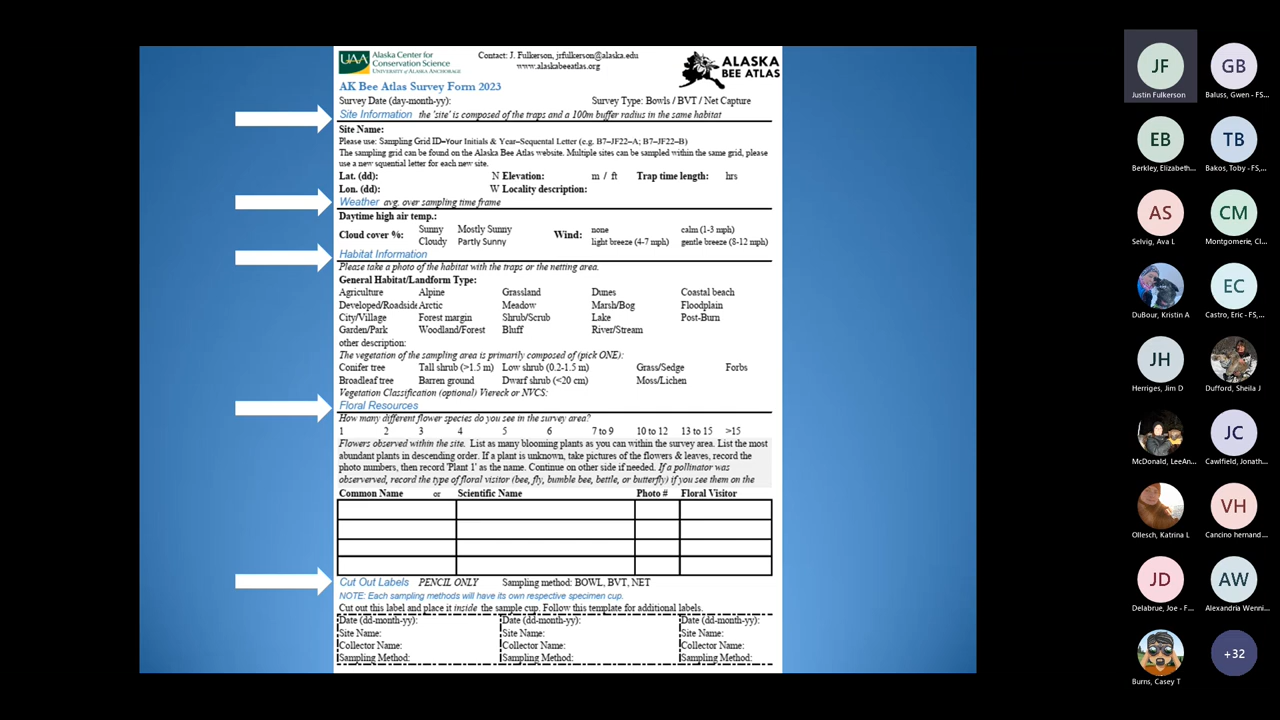 UAA
Alaska Center for
Conservation Science
UNIVERSITY of ALASKA ANCHORAGE
Contact: J. Fulkerson, jrfulkerson@alaska.edu
www.alaskabeeatlas.org
ALASKA
BEE ATLAS
AK Bee Atlas Survey Form 2023
Survey Date (day-month-yy): Survey Type: Bowls / BVT / Net Capture
Site Information the 'site' is composed of the traps and a 100m buffer radius in the same habitat
Site Name:
Please use: Sampling Grid ID–Your Initials & Year–Sequental Letter (e.g. B7–JF22–A; B7–JF22–B)
The sampling grid can be found on the Alaska Bee Atlas website. Multiple sites can be sampled within the same grid, please
use a new squential letter for each new site.
Lat. (dd): N Elevation: m / ft Trap time length: hrs
Lon. (dd): W Locality description:
Weather avg. over sampling time frame
Daytime high air temp.:
Cloud cover %: Sunny Mostly Sunny Wind: none calm (1-3 mph)
Cloudy Partly Sunny light breeze (4-7 mph) gentle breeze (8-12 mph)
Habitat Information
Please take a photo of the habitat with the traps or the netting area.
General Habitat/Landform Type:
Agriculture Alpine Grassland Dunes Coastal beach
Developed/Roadside Arctic Meadow Marsh/Bog Floodplain
City/Village Forest margin Shrub/Scrub Lake Post-Burn
Garden/Park Woodland/Forest Bluff River/Stream
other description:
The vegetation of the sampling area is primarily composed of (pick ONE):
Conifer tree Tall shrub (>1.5 m) Low shrub (0.2-1.5 m) Grass/Sedge Forbs
Broadleaf tree Barren ground Dwarf shrub (<20 cm) Moss/Lichen
Vegetation Classification (optional) Viereck or NVCS:
Floral Resources
How many different flower species do you see in the survey area?
1 2 3 4 5 6 7 to 9 10 to 12 13 to 15 >15
Flowers observed within the site. List as many blooming plants as you can within the survey area. List the most
abundant plants in descending order. If a plant is unknown, take pictures of the flowers & leaves, record the
photo numbers, then record 'Plant 1' as the name. Continue on other side if needed. If a pollinator was
observered, record the type of floral visitor (bee, fly, bumble bee, bettle, or butterfly) if you see them on the
Common Name or Scientific Name Photo # Floral Visitor
Cut Out Labels PENCIL ONLY Sampling method: BOWL, BVT, NET
NOTE: Each sampling methods will have its own respective specimen cup.
Cut out this label and place it inside the sample cup. Follow this template for additional labels.
Date (dd-month-yy): Date (dd-month-yy): Date (dd-month-yy):
Site Name: Site Name: Site Name:
Collector Name: Collector Name: Collector Name:
Sampling Method: Sampling Method: Sampling Method:
JF GB
Justin Fulkerson Baluss, Gwen - FS...
EB TB
Berkley, Elizabeth... Bakos, Toby - FS,...
AS CM
Selvig, Ava L Montgomerie, Cl...
EC
DuBour, Kristin A Castro, Eric - FS,...
JH
Herriges, Jim D Dufford, Sheila J
JC
McDonald, LeeAn... Cawlfield, Jonath...
VH
Ollesch, Katrina L Cancino hernand...
JD AW
Delabrue, Joe - F... Alexandria Wenni...
+32
Burns, Casey T